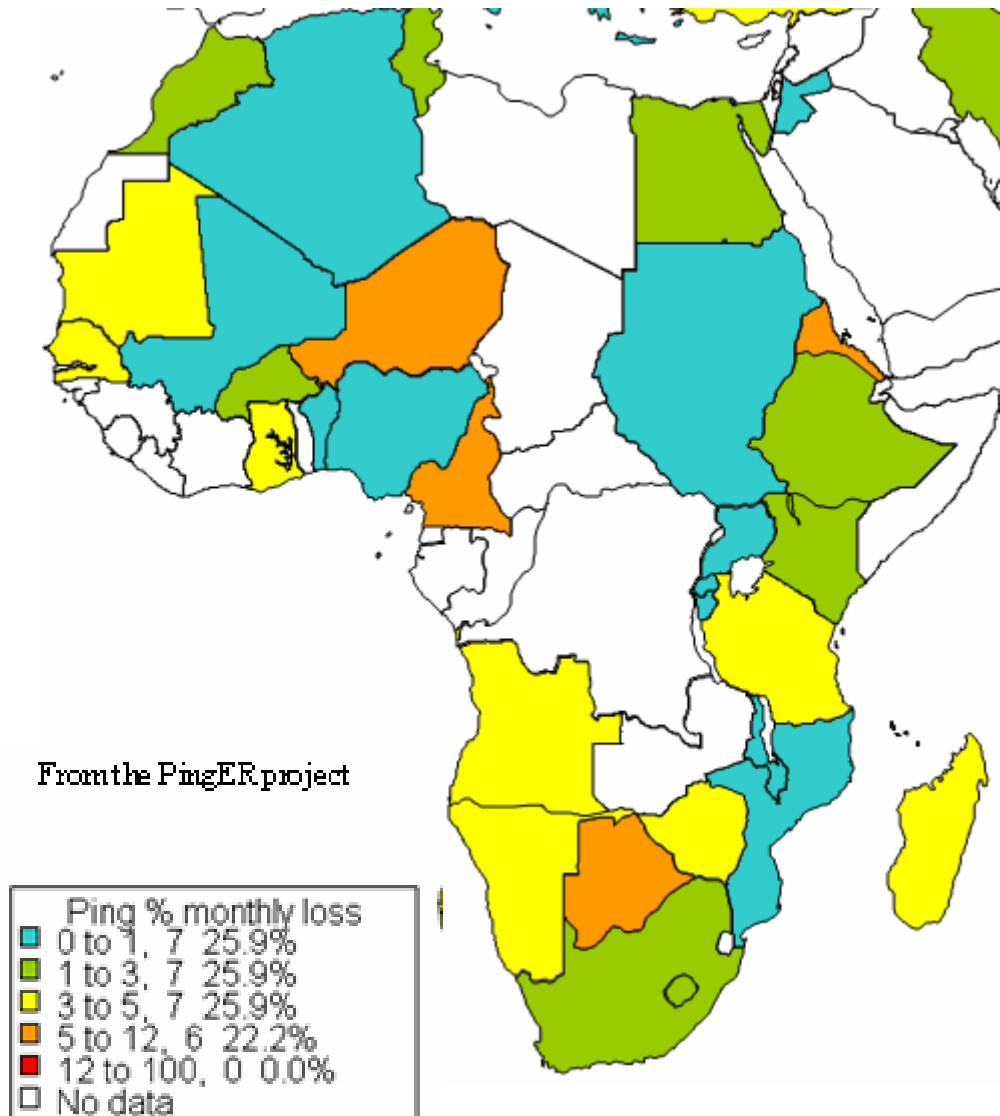 From the PingER project
Ping % monthly loss
0 to 1, 7 25.9%
1 to 3, 7 25.9%
3 to 5, 7 25.9%
5 to 12, 6 22.2%
12 to 100, 0 0.0%
No data